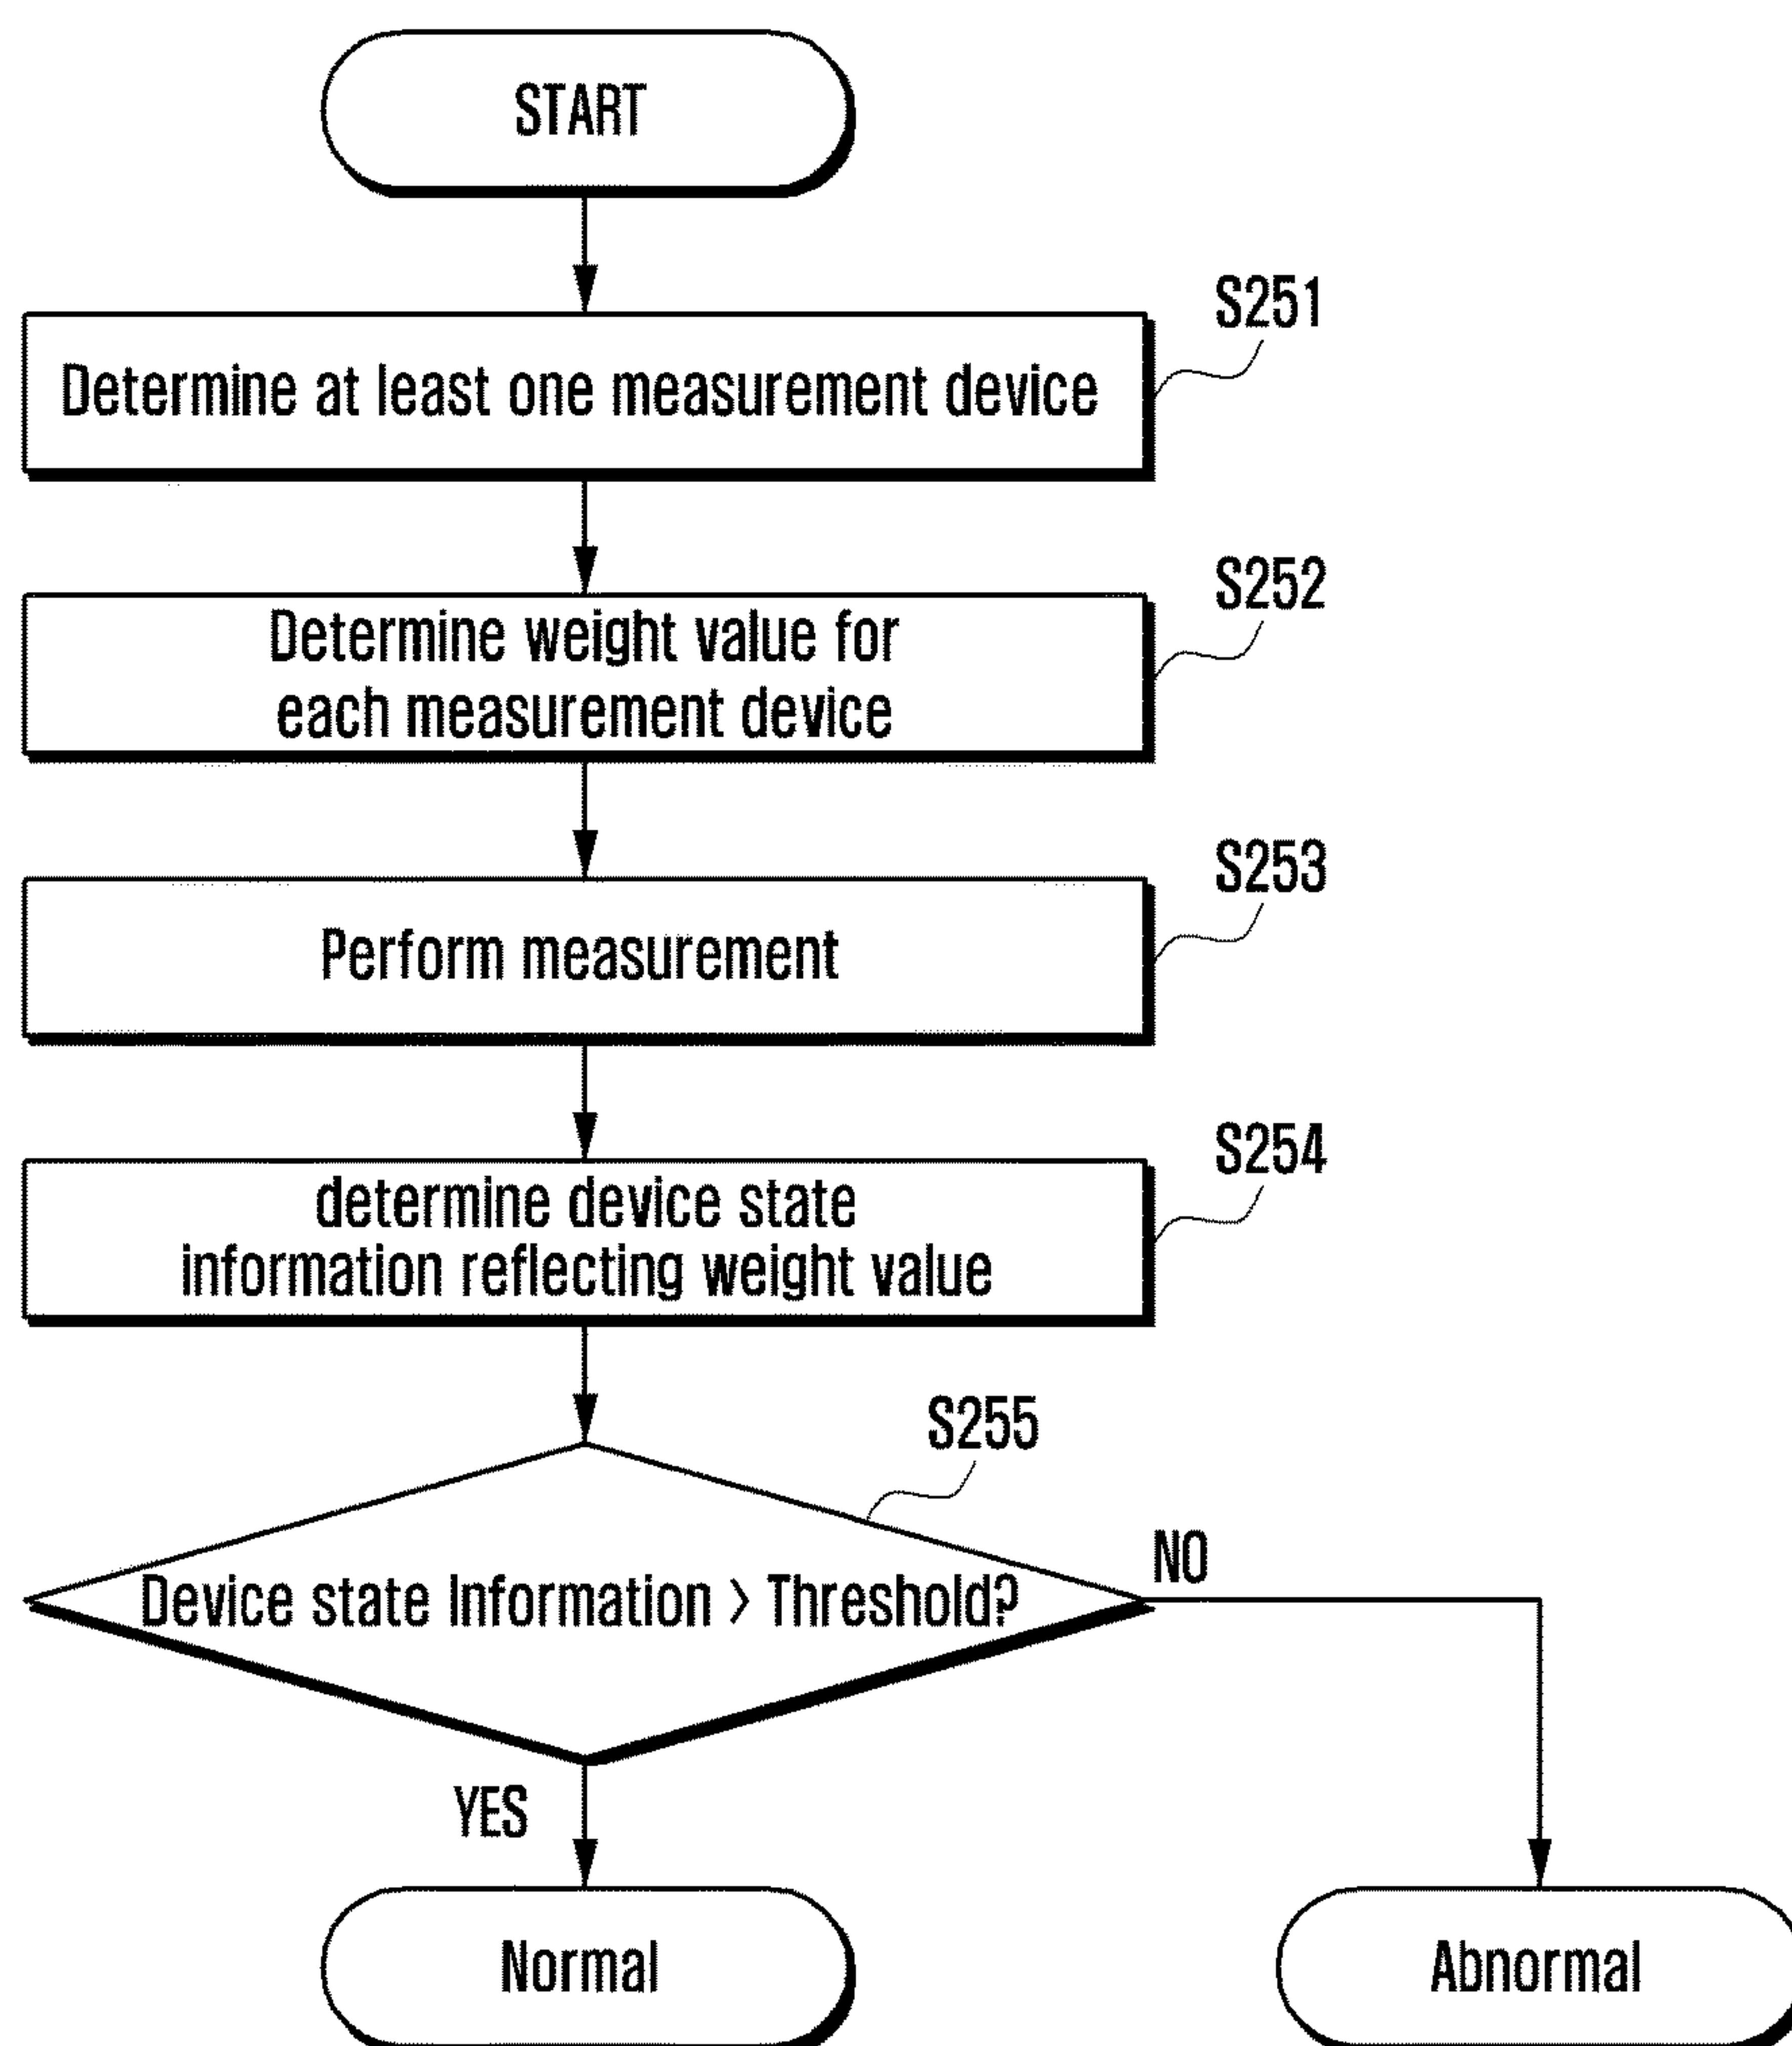 START
S251
Determine at least one measurement device
S252
Determine weight value for
each measurement device
S253
Perform measurement
S254
determine device state
information reflecting weight value
S255
Device state Information > Threshold?
NO
YES
Normal
Abnormal